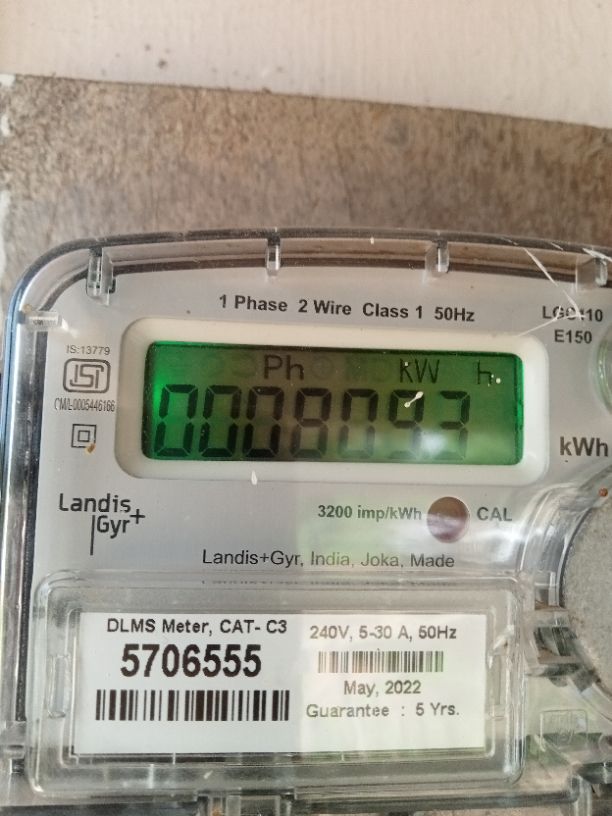 1 Phase 2 Wire Class 1 50Hz
E150
IS:13779
ISI
CM/L-0005446166
Ph kW h
0008093
kWh
Landis
Gyr+
3200 imp/kWh CAL
Landis+Gyr, India, Joka, Made
DLMS Meter, CAT- C3
5706555
240V, 5-30 A, 50Hz
May, 2022
Guarantee : 5 Yrs.